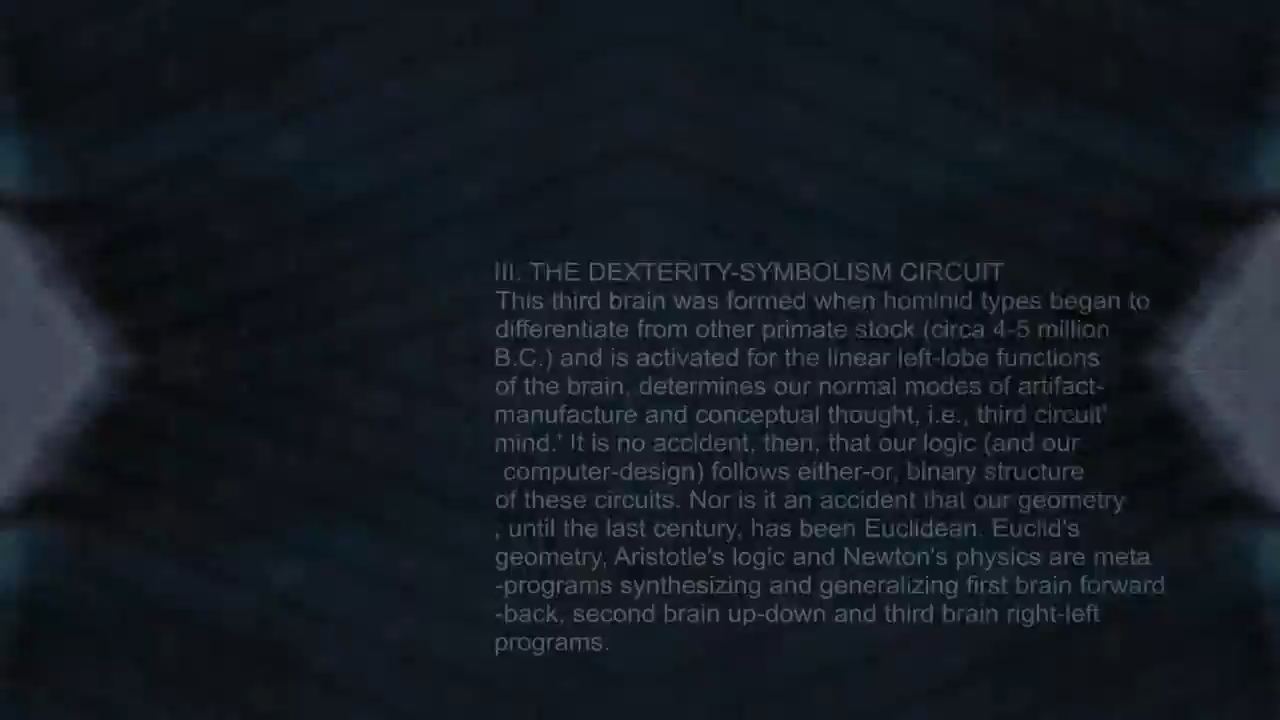 III. THE DEXTERITY-SYMBOLISM CIRCUIT
This third brain was formed when hominid types began to
differentiate from other primate stock (circa 4-5 million
B.C.) and is activated for the linear left-lobe functions
of the brain, determines our normal modes of artifact-
manufacture and conceptual thought, i.e., third circuit'
mind.' It is no accident, then, that our logic (and our
computer-design) follows either-or, binary structure
of these circuits. Nor is it an accident that our geometry
, until the last century, has been Euclidean. Euclid's
geometry, Aristotle's logic and Newton's physics are meta
-programs synthesizing and generalizing first brain forward
-back, second brain up-down and third brain right-left
programs.